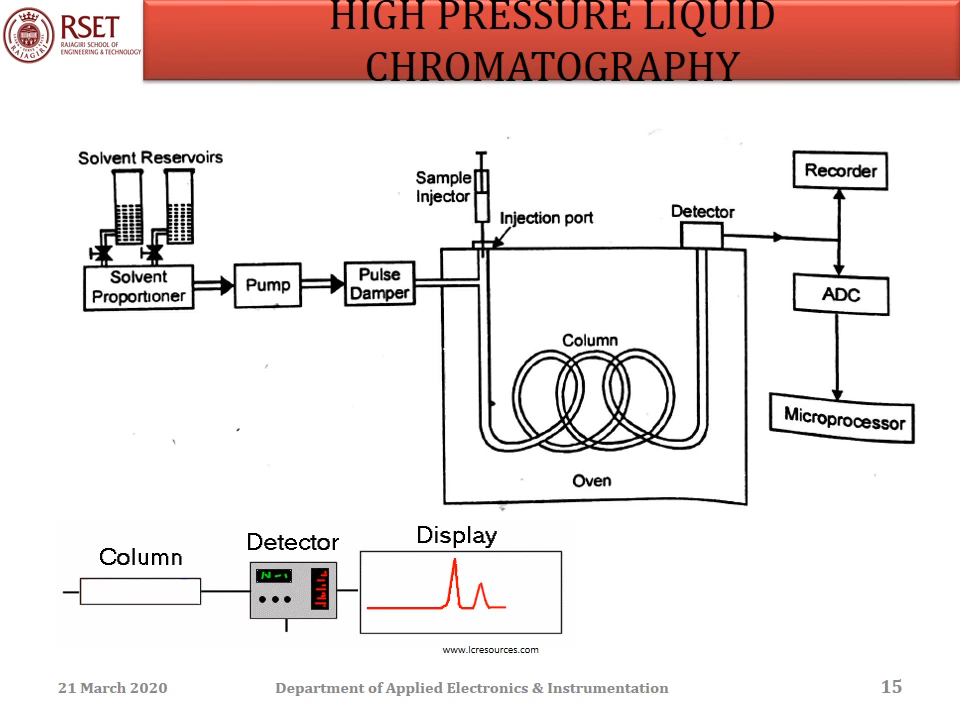 HIGH PRESSURE LIQUID
CHROMATOGRAPHY
RSET
RAJAGIRI SCHOOL OF
ENGINEERING & TECHNOLOGY
RAJAGIRI
Solvent Reservoirs
Sample
Injector
Injection port
Detector
Recorder
Solvent
Proportioner
Pump
Pulse
Damper
ADC
Column
Microprocessor
Oven
Column
Detector
Display
www.lcresources.com
21 March 2020
Department of Applied Electronics & Instrumentation
15